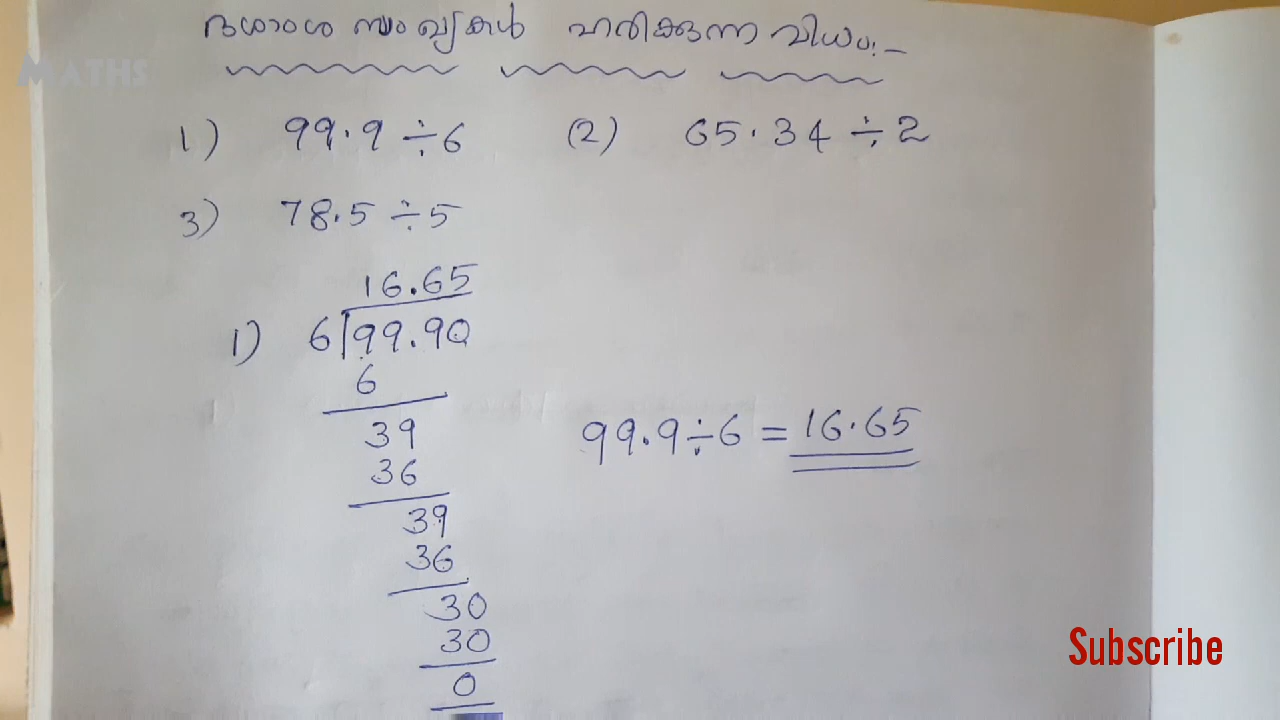 ദശാംശ സംഖ്യകൾ ഹരിക്കുന്ന വിധം:-
MATHS
1) 99.9 ÷ 6 (2) 65.34 ÷ 2
3) 78.5 ÷ 5
16.65
1) 6 99.90
6
39
36
99.9 ÷ 6 = 16.65
39
36
30
30
0
Subscribe